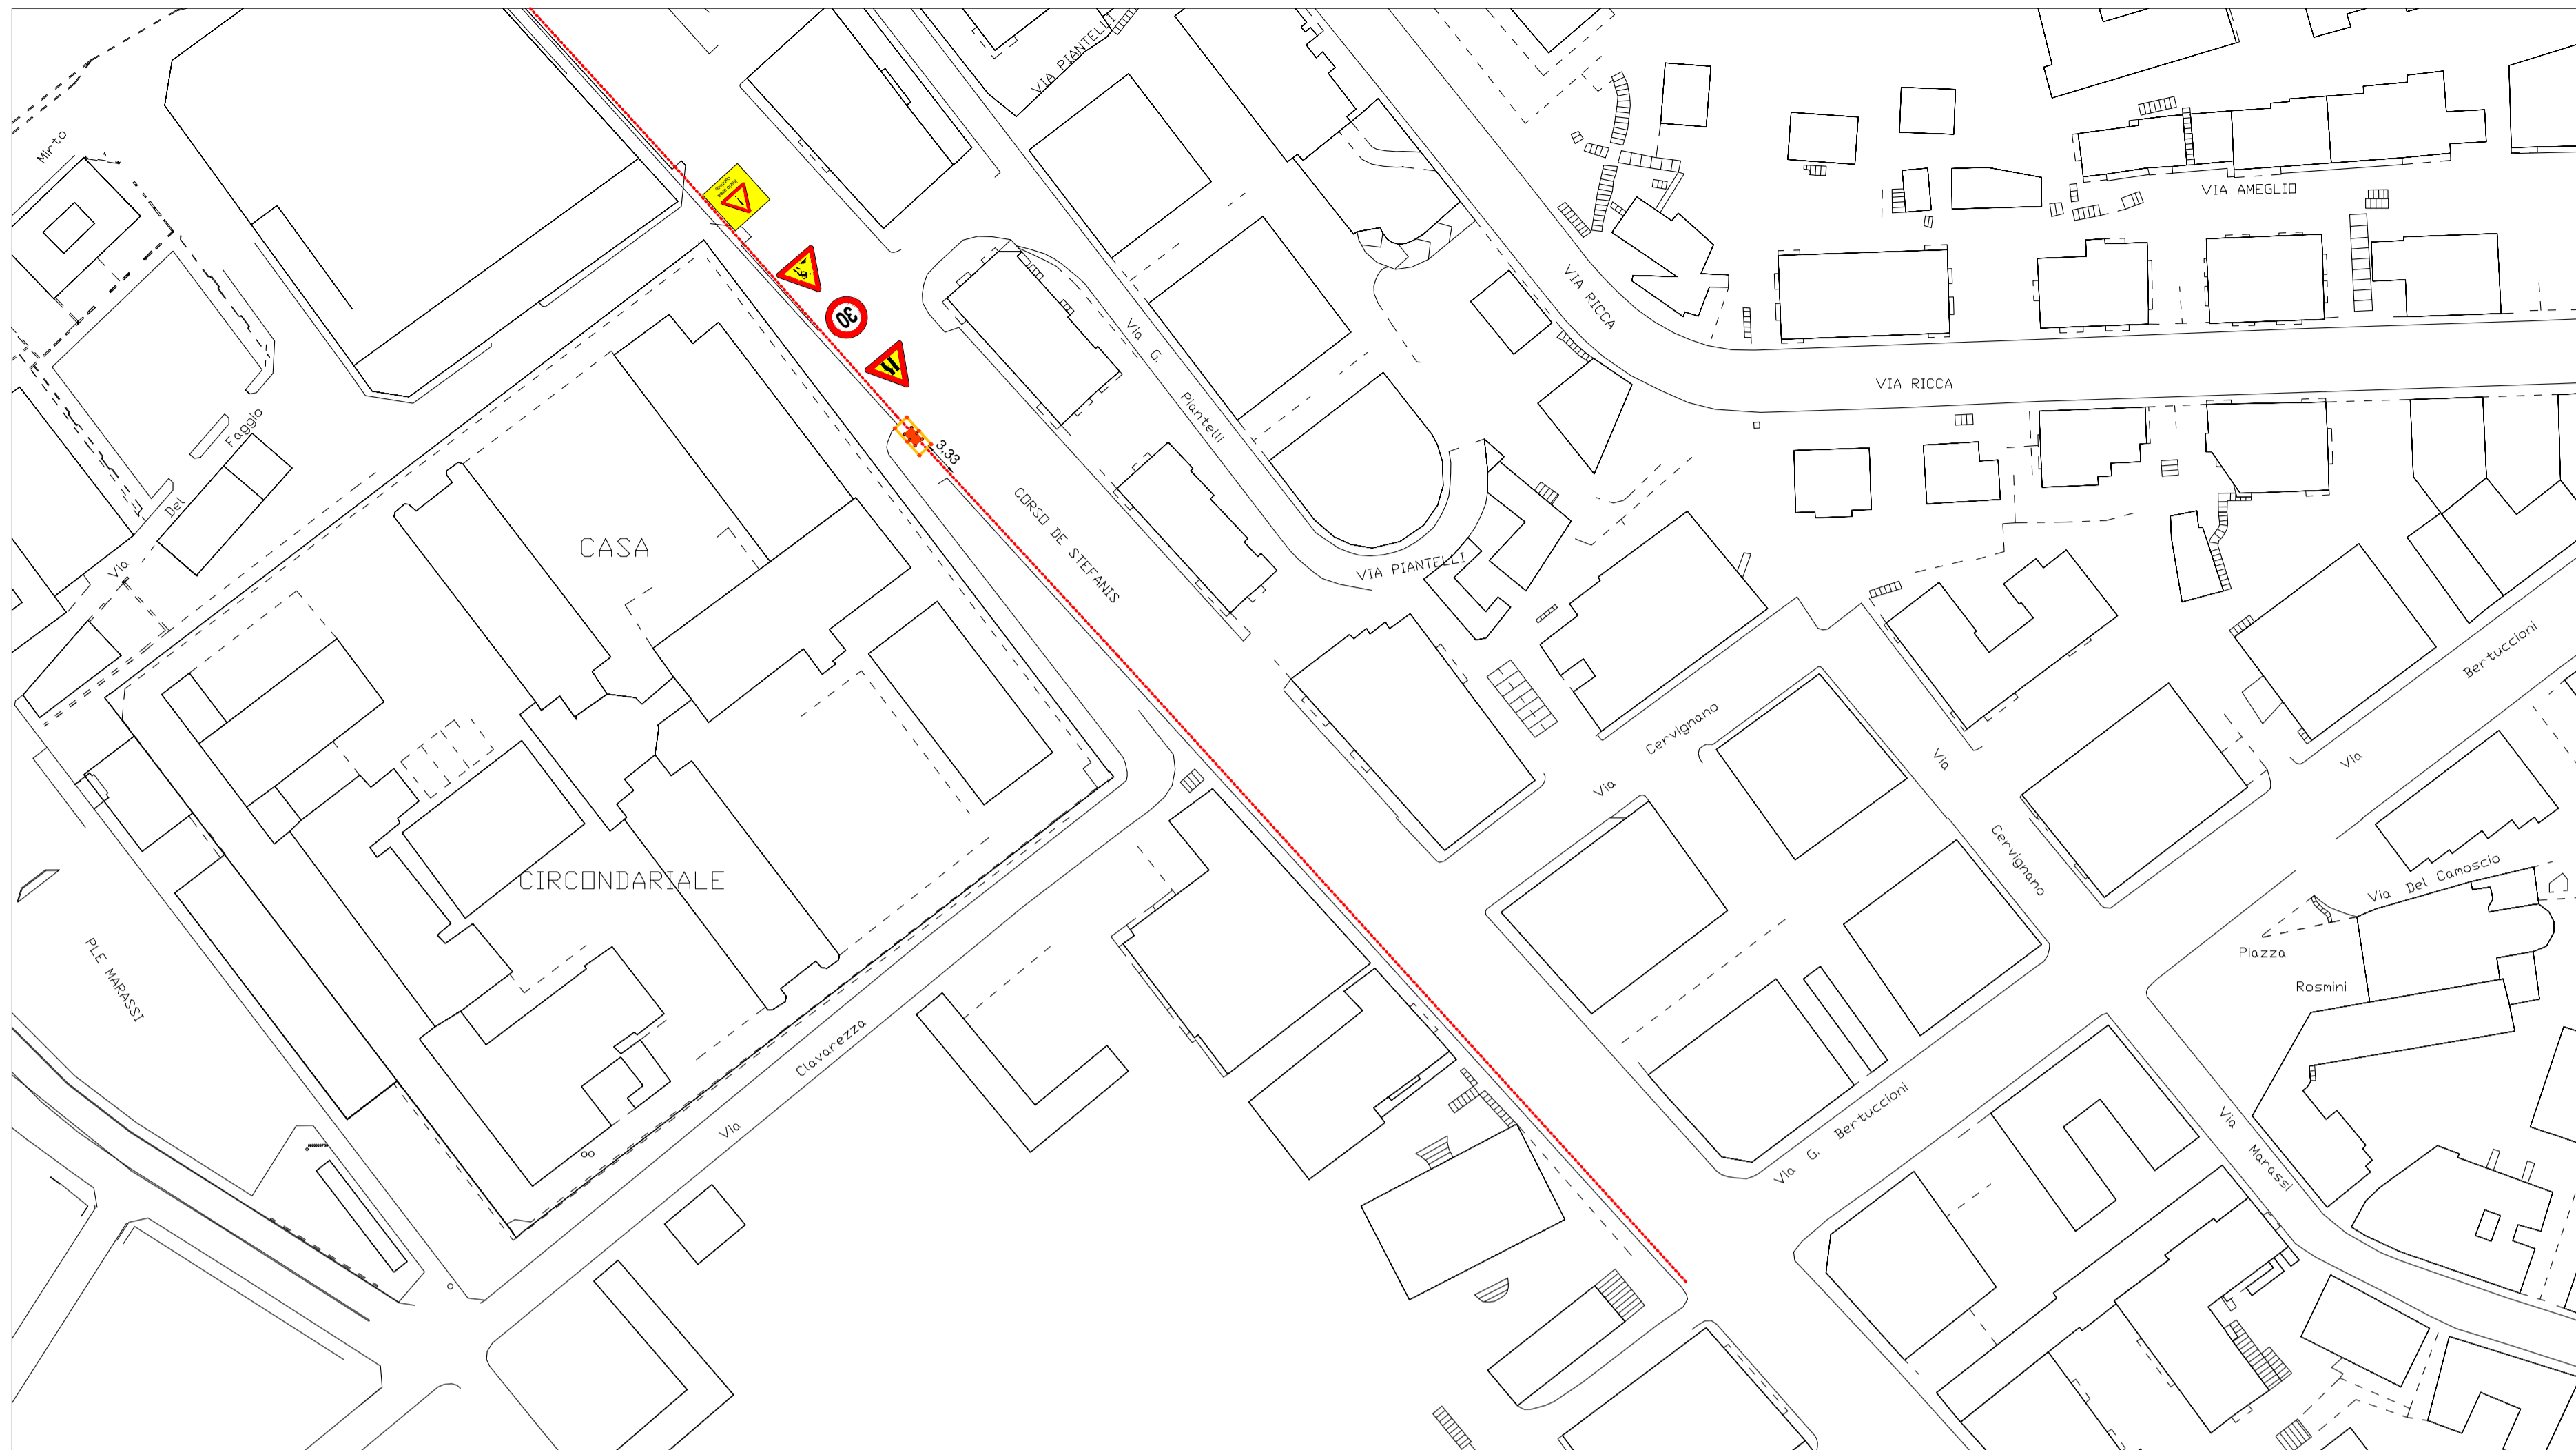 VIA PIANTELLI
Mirto
VIA AMEGLIO
VIA RICCA
30
Via G. Piantelli
VIA RICCA
Via Del Faggio
3,33
CORSO DE STEFANIS
CASA
VIA PIANTELLI
Via Bertuccioni
Via Cervignano
Via Cervignano
CIRCONDARIALE
Via Del Camoscio
PLE MARASSI
Piazza
Rosmini
Via Clavarezza
Via G. Bertuccioni
Via Marassi